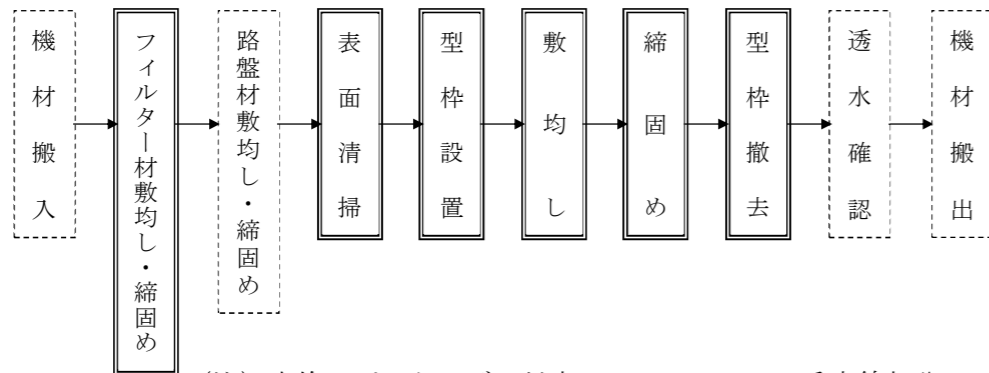 機材搬入
フィルター材敷均し・締固め
路盤材敷均し・締固め
表面清掃
型枠設置
敷均し
締固め
型枠撤去
透水確認
機材搬出